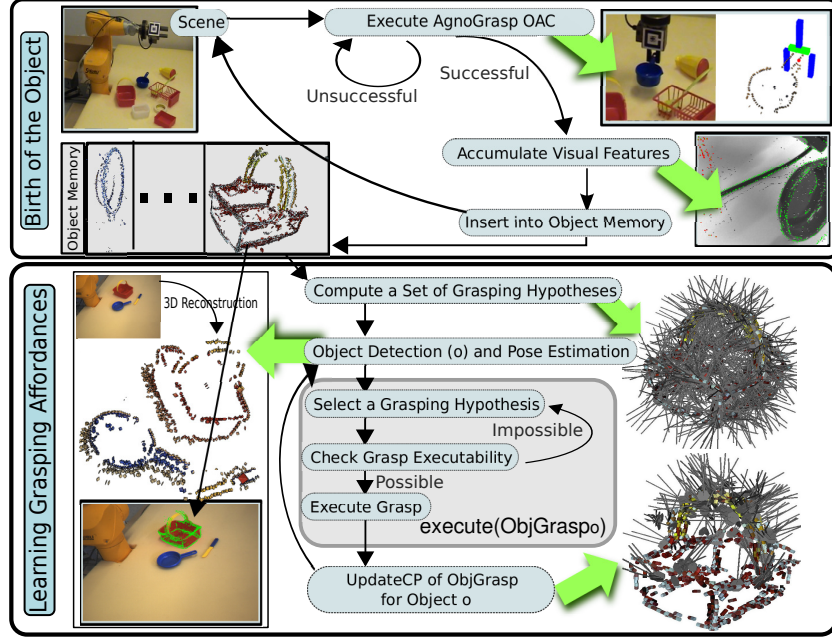 Birth of the Object
Scene
Execute AgnoGrasp OAC
Unsuccessful
Successful
Accumulate Visual Features
Object Memory
Insert into Object Memory
Learning Grasping Affordances
3D Reconstruction
Compute a Set of Grasping Hypotheses
Object Detection (o) and Pose Estimation
Select a Grasping Hypothesis
Impossible
Check Grasp Executability
Possible
Execute Grasp
execute(ObjGraspo)
UpdateCP of ObjGrasp
for Object o